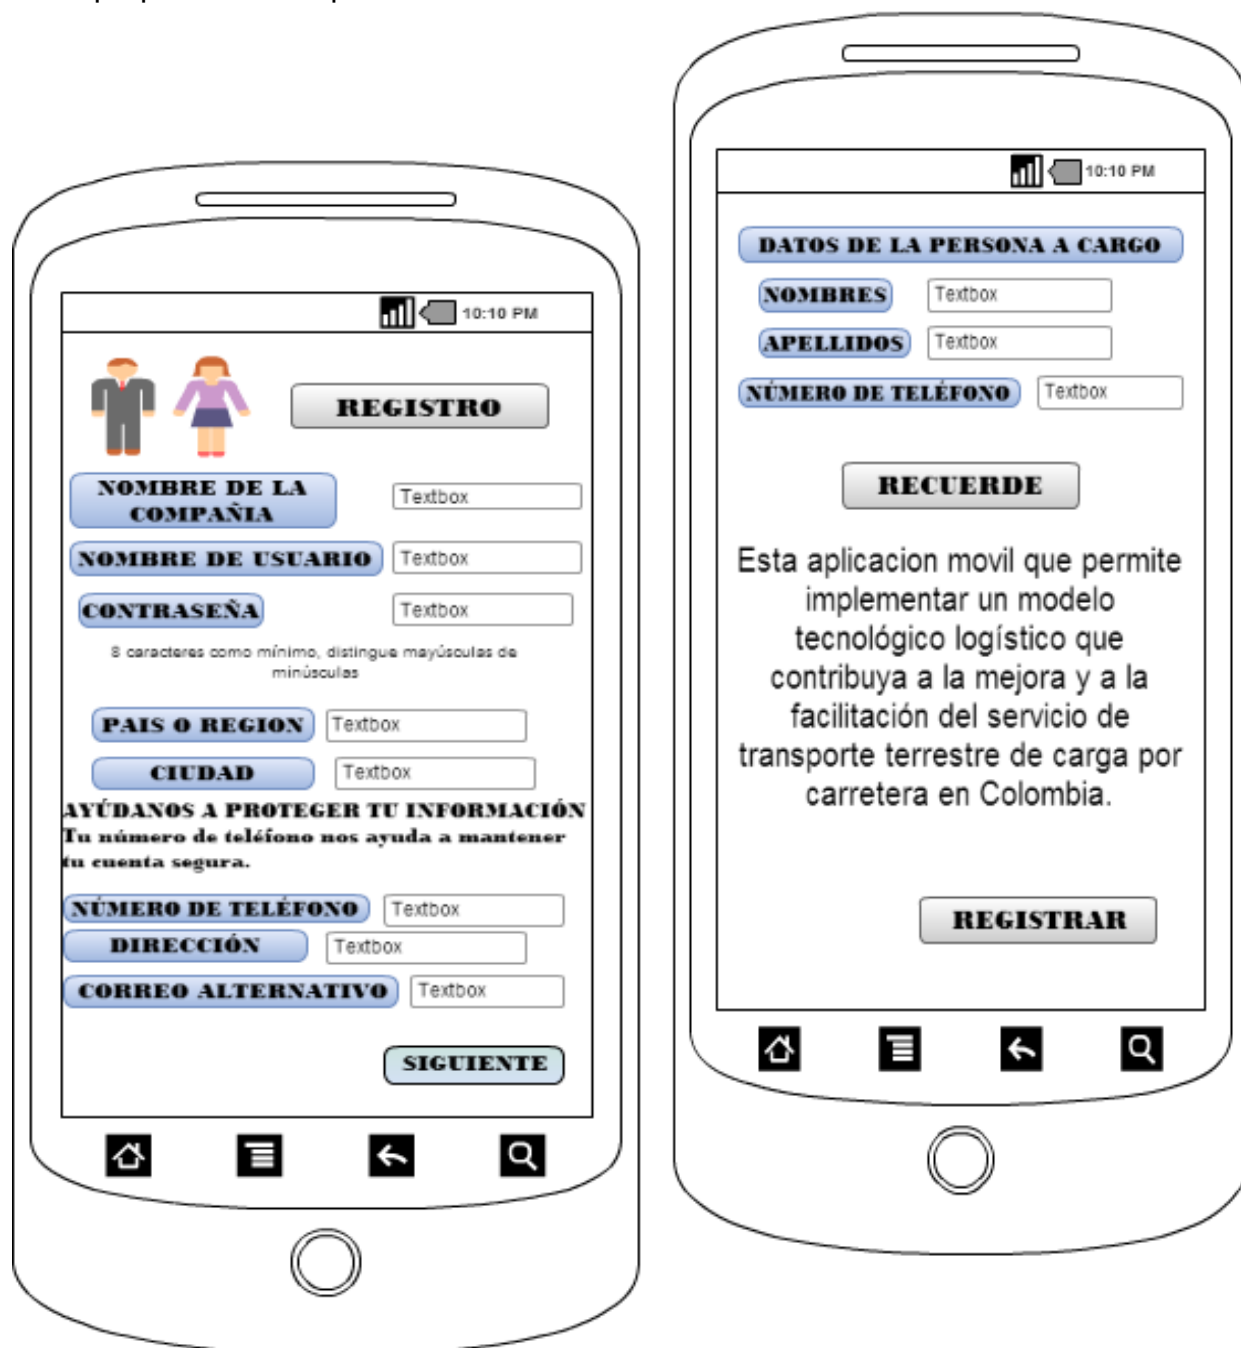 10:10 PM
REGISTRO
NOMBRE DE LA
COMPAÑIA
Textbox
NOMBRE DE USUARIO
Textbox
CONTRASEÑA
Textbox
8 caracteres como mínimo, distingue mayúsculas de
minúsculas
PAIS O REGION
Textbox
CIUDAD
Textbox
AYÚDANOS A PROTEGER TU INFORMACIÓN
Tu número de teléfono nos ayuda a mantener
tu cuenta segura.
NÚMERO DE TELÉFONO
Textbox
DIRECCIÓN
Textbox
CORREO ALTERNATIVO
Textbox
SIGUIENTE
10:10 PM
DATOS DE LA PERSONA A CARGO
NOMBRES
Textbox
APELLIDOS
Textbox
NÚMERO DE TELÉFONO
Textbox
RECUERDE
Esta aplicacion movil que permite
implementar un modelo
tecnológico logístico que
contribuya a la mejora y a la
facilitación del servicio de
transporte terrestre de carga por
carretera en Colombia.
REGISTRAR